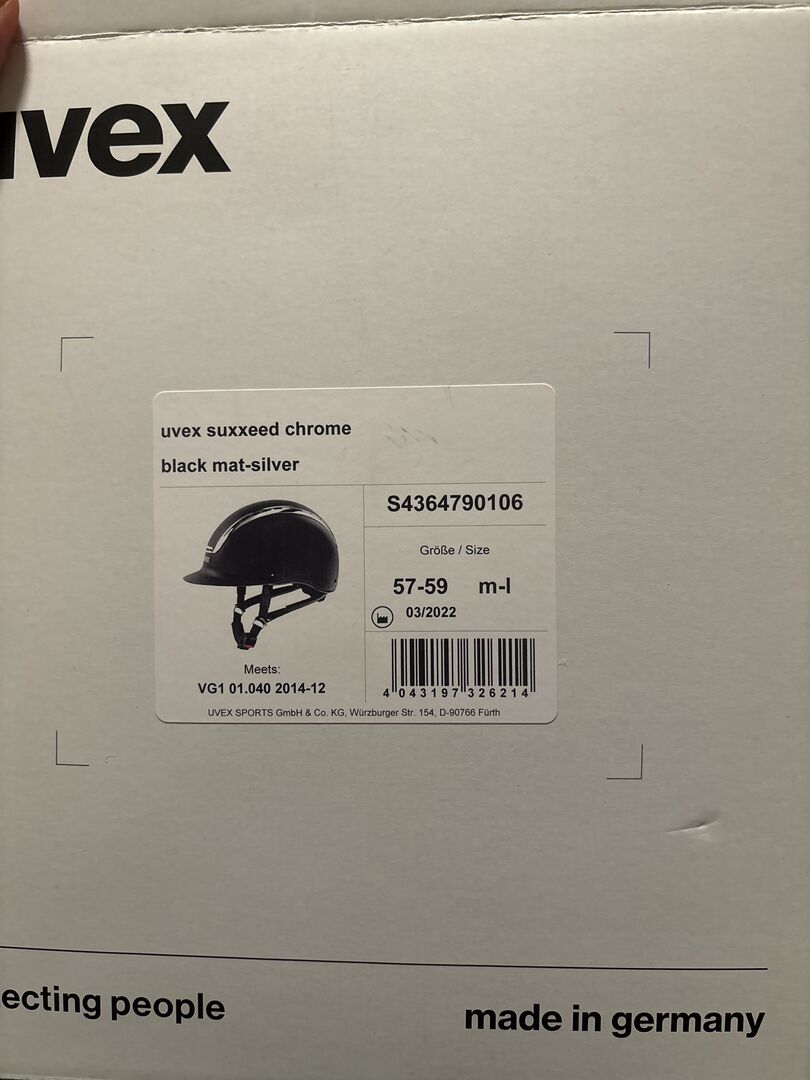 uvex
uvex suxxeed chrome
black mat-silver
S4364790106
Größe / Size
57-59 m-l
03/2022
Meets:
VG1 01.040 2014-12
4 043197 326214
UVEX SPORTS GmbH & Co. KG, Würzburger Str. 154, D-90766 Fürth
ecting people
made in germany